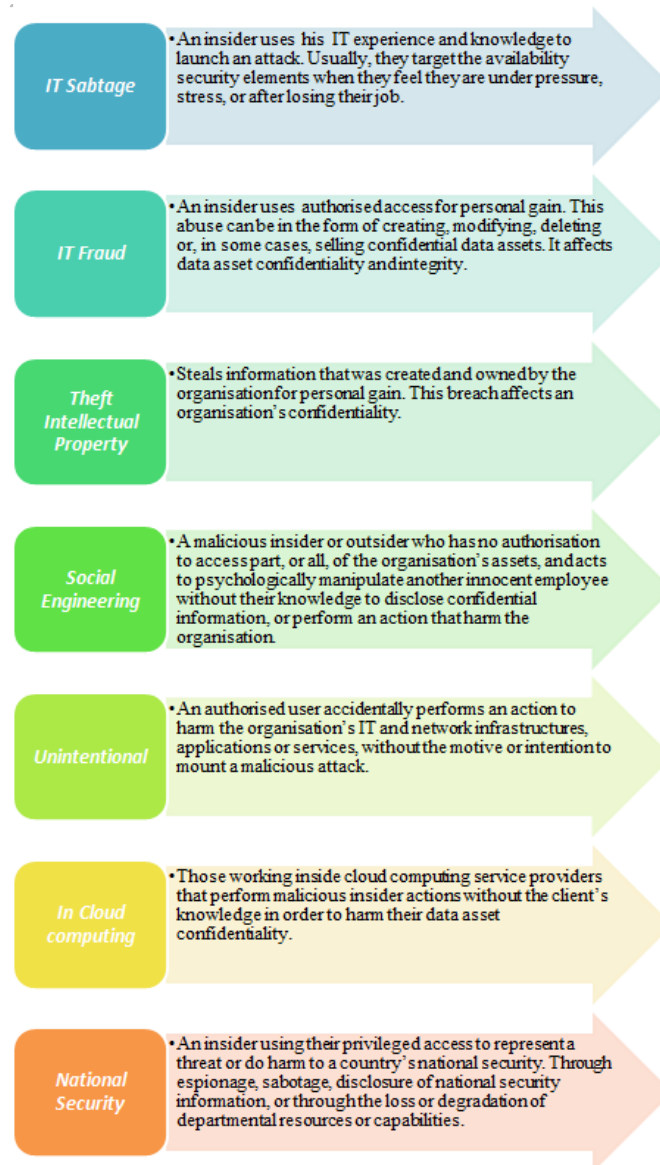 IT Sabtage
•An insider uses his IT experience and knowledge to
launch an attack. Usually, they target the availability
security elements when they feel they are under pressure,
stress, or after losing their job.
IT Fraud
•An insider uses authorised access for personal gain. This
abuse can be in the form of creating, modifying, deleting
or, in some cases, selling confidential data assets. It affects
data asset confidentiality and integrity.
Theft
Intellectual
Property
•Steals information that was created and owned by the
organisation for personal gain. This breach affects an
organisation's confidentiality.
Social
Engineering
•A malicious insider or outsider who has no authorisation
to access part, or all, of the organisation's assets, and acts
to psychologically manipulate another innocent employee
without their knowledge to disclose confidential
information, or perform an action that harm the
organisation.
Unintentional
•An authorised user accidentally performs an action to
harm the organisation's IT and network infrastructures,
applications or services, without the motive or intention to
mount a malicious attack.
In Cloud
computing
•Those working inside cloud computing service providers
that perform malicious insider actions without the client's
knowledge in order to harm their data asset
confidentiality.
National
Security
•An insider using their privileged access to represent a
threat or do harm to a country's national security. Through
espionage, sabotage, disclosure of national security
information, or through the loss or degradation of
departmental resources or capabilities.